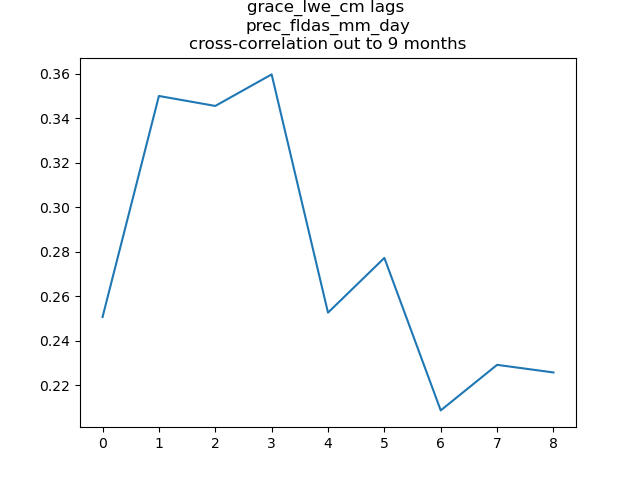 grace_lwe_cm lags
prec_fldas_mm_day
cross-correlation out to 9 months
0.36
0.34
0.32
0.30
0.28
0.26
0.24
0.22
0 1 2 3 4 5 6 7 8